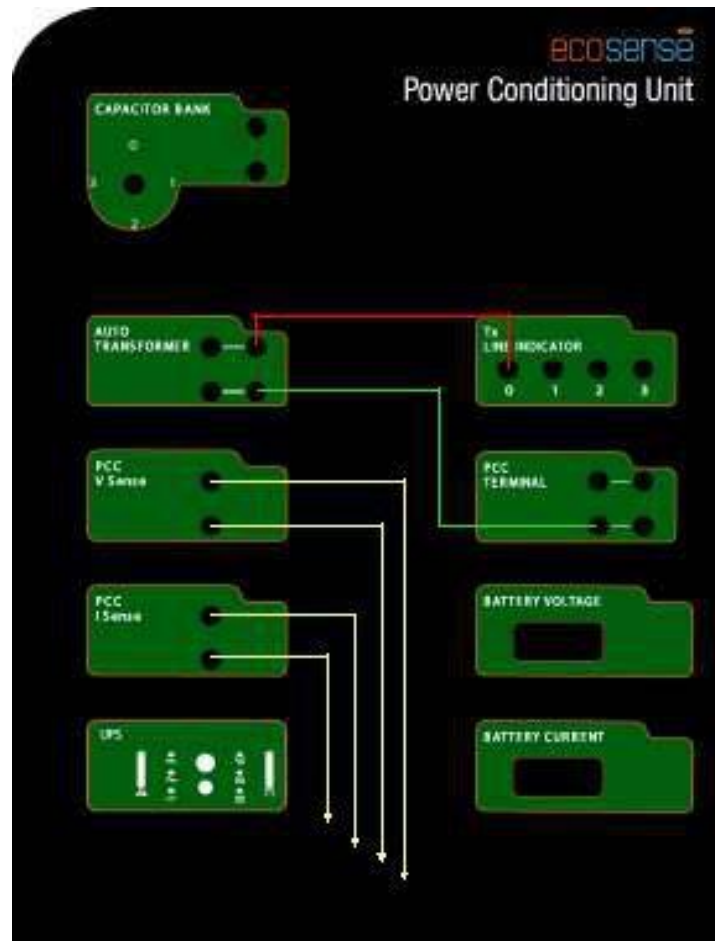 ecosense
Power Conditioning Unit
CAPACITOR BANK
0
3 1
2
AUTO
TRANSFORMER
Tx
LINE INDICATOR
0 1 2 3
PCC
V Sense
PCC
TERMINAL
PCC
I Sense
BATTERY VOLTAGE
UPS
BATTERY CURRENT